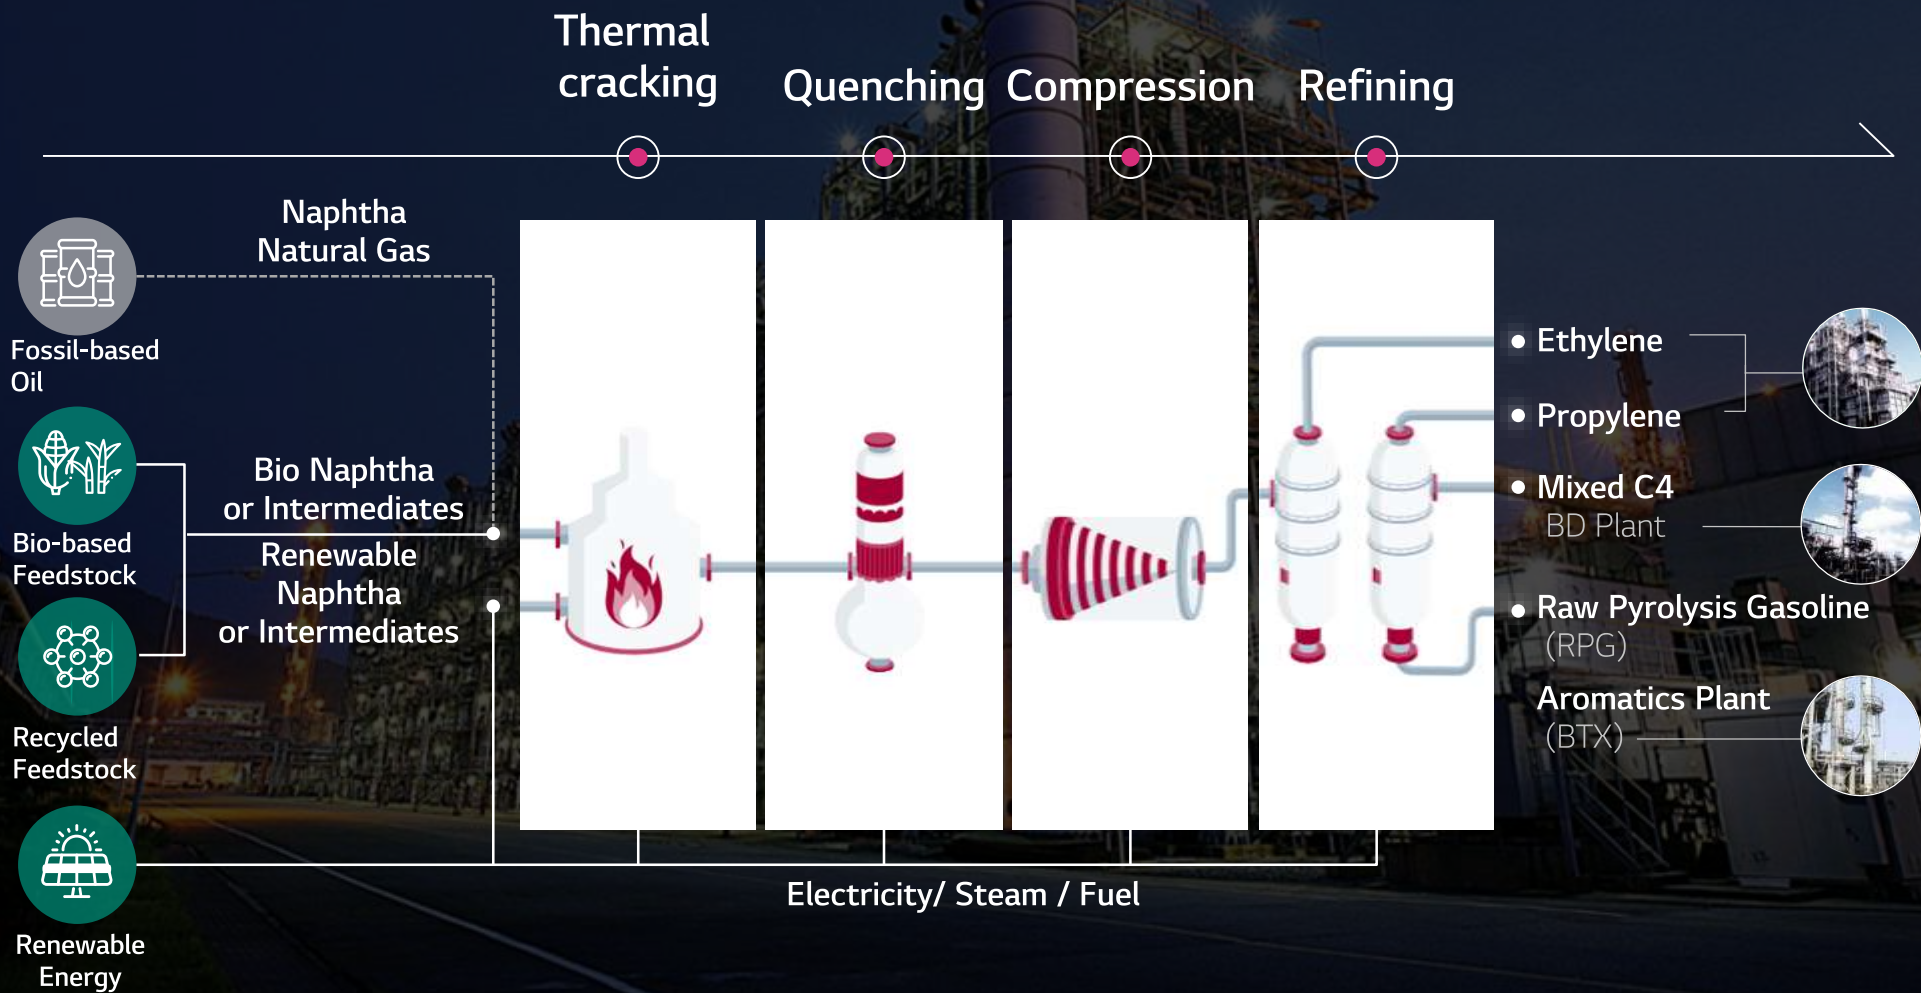 Thermal
cracking
Quenching
Compression
Refining
Naphtha
Natural Gas
Fossil-based
Oil
Bio Naphtha
or Intermediates
Bio-based
Feedstock
Renewable
Naphtha
or Intermediates
Recycled
Feedstock
Renewable
Energy
Electricity/ Steam / Fuel
• Ethylene
• Propylene
• Mixed C4
BD Plant
• Raw Pyrolysis Gasoline
(RPG)
Aromatics Plant
(BTX)